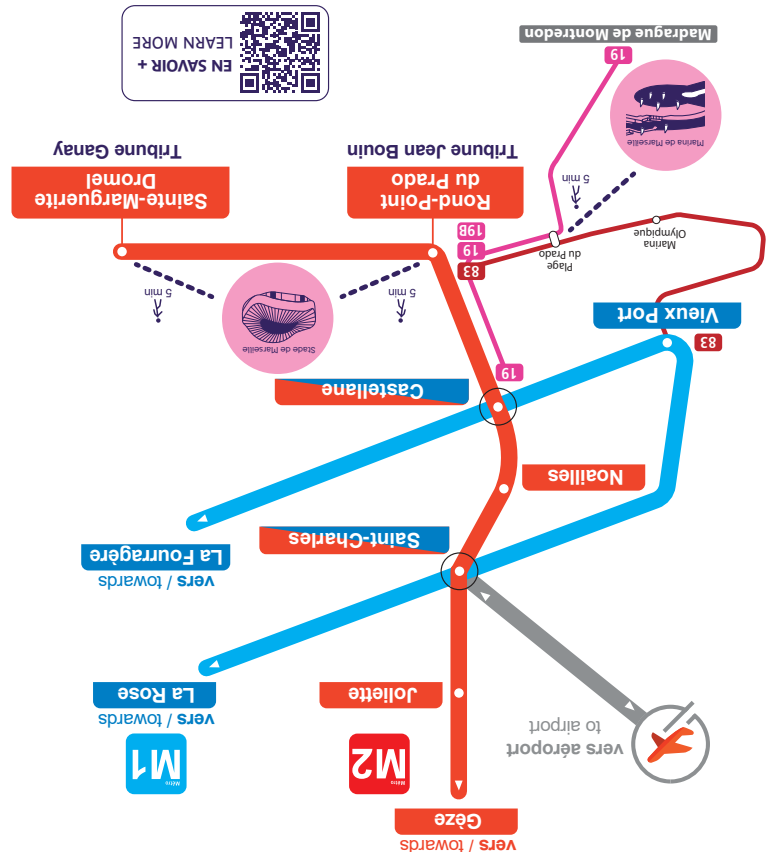 vers / towards
Gèze
vers aéroport
to airport
Métro
M2
Métro
M1
vers / towards
La Rose
Joliette
vers / towards
La Fouragère
Saint-Charles
Noailles
Castellane
19
83
Vieux Port
Stade de Marseille
5 min
5 min
83
19
19B
Plage
du Prado
Marina
Olympique
Rond-Point
du Prado
Tribune Jean Bouin
Sainte-Marguerite
Dromel
Tribune Ganay
5 min
Marina de Marseille
19
Madrague de Montredon
EN SAVOIR +
LEARN MORE